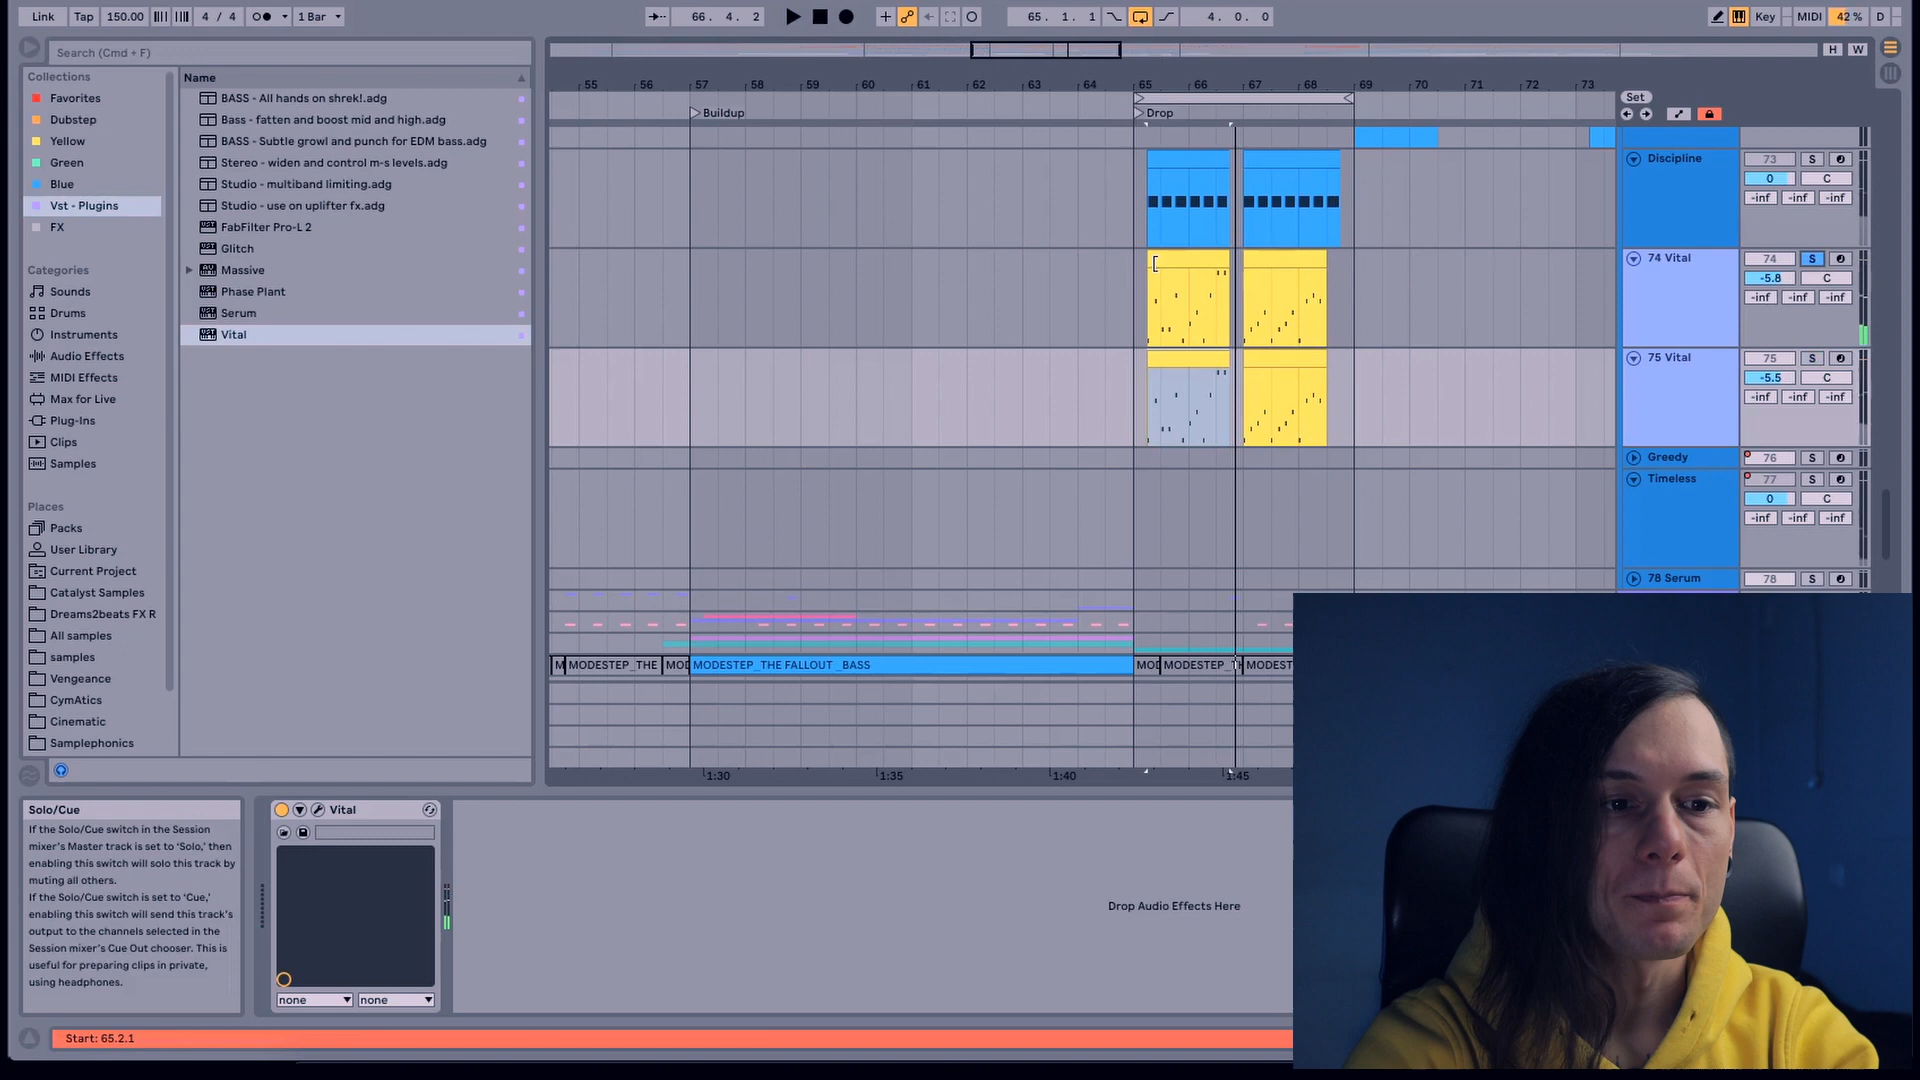 Link Tap 150.00 4 / 4 1 Bar 66. 4. 2 65. 1. 1 4. 0. 0 Key MIDI 42 % D
Search (Cmd + F)
H W
Collections
Favorites
Dubstep
Yellow
Green
Blue
Vst - Plugins
FX
Categories
Sounds
Drums
Instruments
Audio Effects
MIDI Effects
Max for Live
Plug-Ins
Clips
Samples
Places
Packs
User Library
Current Project
Catalyst Samples
Dreams2beats FX R
All samples
samples
Vengeance
CymAtics
Cinematic
Samplephonics
Name
BASS - All hands on shrek!.adg
Bass - fatten and boost mid and high.adg
BASS - Subtle growl and punch for EDM bass.adg
Stereo - widen and control m-s levels.adg
Studio - multiband limiting.adg
Studio - use on uplifter fx.adg
FabFilter Pro-L 2
Glitch
Massive
Phase Plant
Serum
Vital
55 56 57 58 59 60 61 62 63 64 65 66 67 68 69 70 71 72 73
Set
Buildup
Drop
Discipline 73 S
0 C
-inf -inf -inf
74 Vital 74 S
-5.8 C
-inf -inf -inf
75 Vital 75 S
-5.5 C
-inf -inf -inf
Greedy 76 S
Timeless 77 S
0 C
-inf -inf -inf
78 Serum 78 S
MODESTEP_THE MODESTEP_THE FALLOUT _BASS
1:30 1:35 1:40 1:45
Solo/Cue
If the Solo/Cue switch in the Session
mixer's Master track is set to 'Solo,' then
enabling this switch will solo this track by
muting all others.
If the Solo/Cue switch is set to 'Cue,'
enabling this switch will send this track's
output to the channels selected in the
Session mixer's Cue Out chooser. This is
useful for preparing clips in private,
using headphones.
Vital
none none
Drop Audio Effects Here
Start: 65.2.1